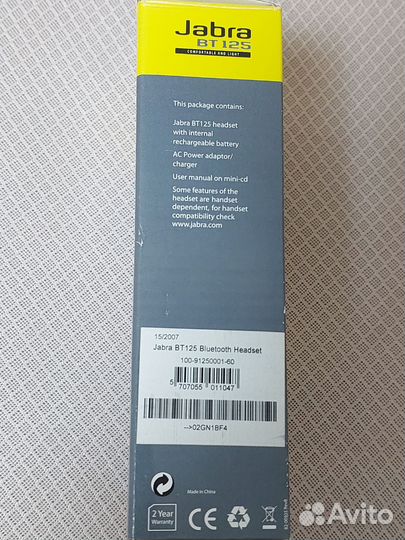 Jabra
BT125
COMFORTABLE AND LIGHT
This package contains:
Jabra BT125 headset
with internal
rechargeable battery
AC Power adaptor/
charger
User manual on mini-cd
Some features of the
headset are handset
dependent, for handset
compatibility check
www.jabra.com
15/2007
Jabra BT125 Bluetooth Headset
100-91250001-60
5 707055 011047
-->02GN1BF4
Made in China
2 Year
Warranty
CE
Avito